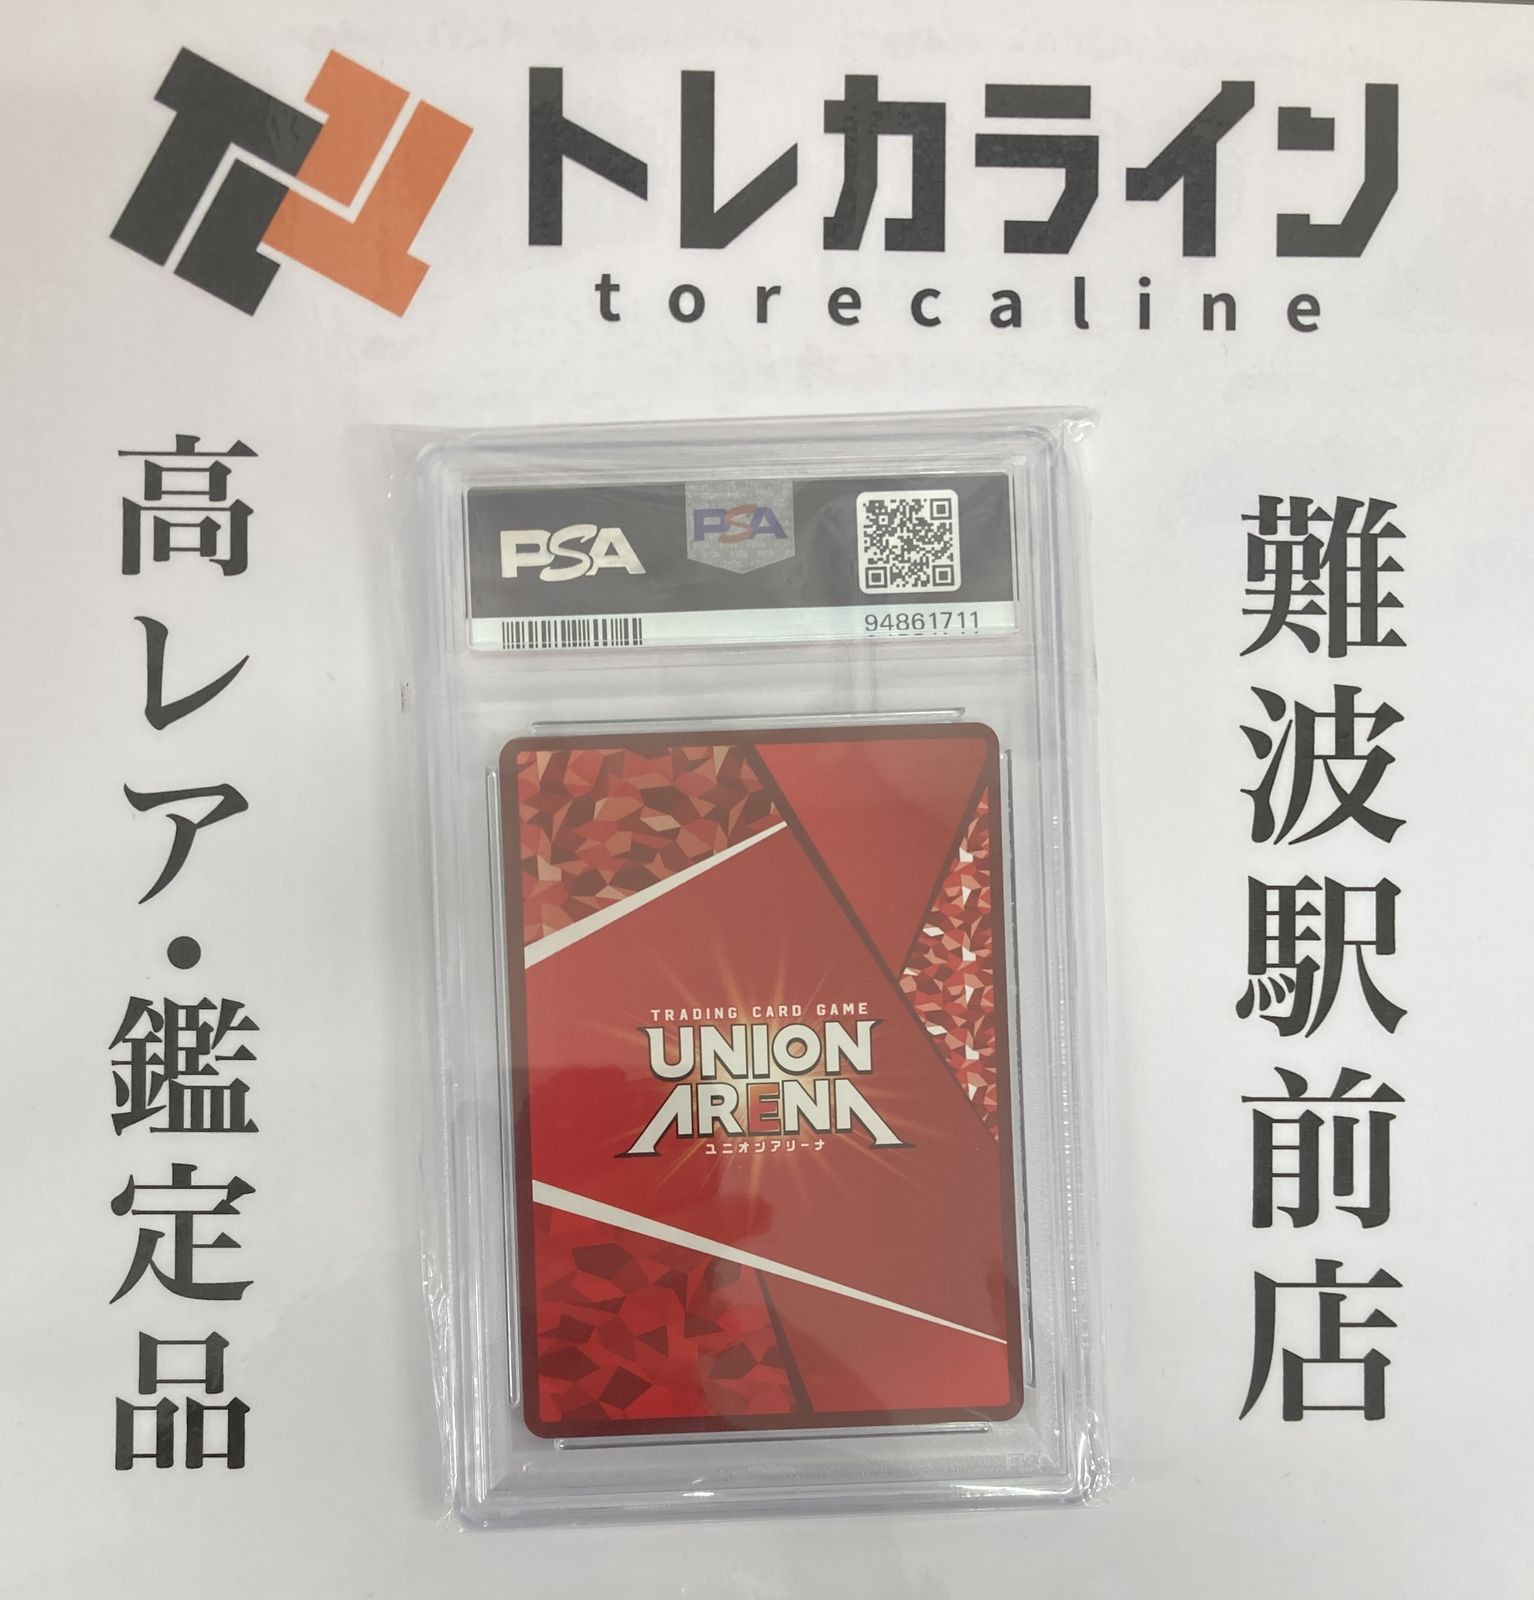 トレカライン
torecaline
高レア・鑑定品
難波駅前店
PSA
PSA
94861711
TRADING CARD GAME
UNION
ARENA
ユニオンアリーナ